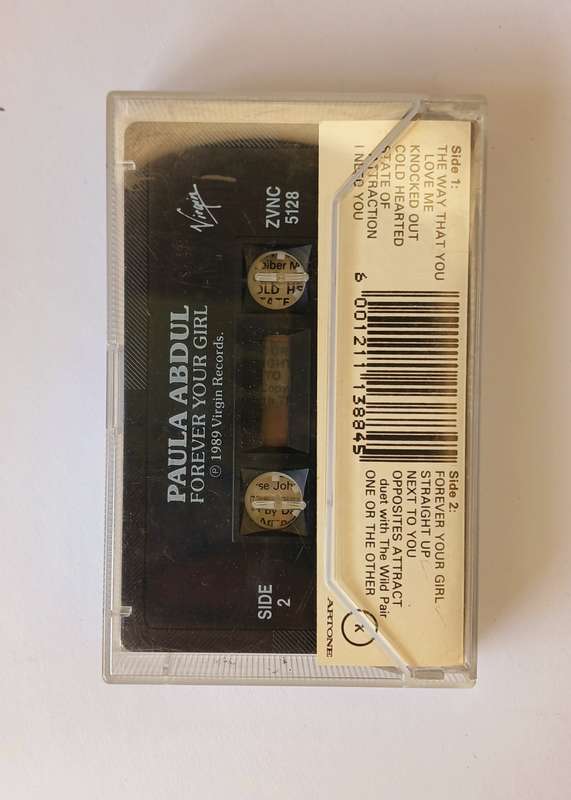 Side 1:
THE WAY THAT YOU
LOVE ME
KNOCKED OUT
COLD HEARTED
STATE OF
ATTRACTION
I NEED YOU
6 001211 138845
Side 2:
FOREVER YOUR GIRL
STRAIGHT UP
NEXT TO YOU
OPPOSITES ATTRACT
duet with The Wild Pair
ONE OR THE OTHER
K
ARTONE
Virgin
ZVNC
5128
PAULA ABDUL
FOREVER YOUR GIRL
℗ 1989 Virgin Records.
SIDE
2